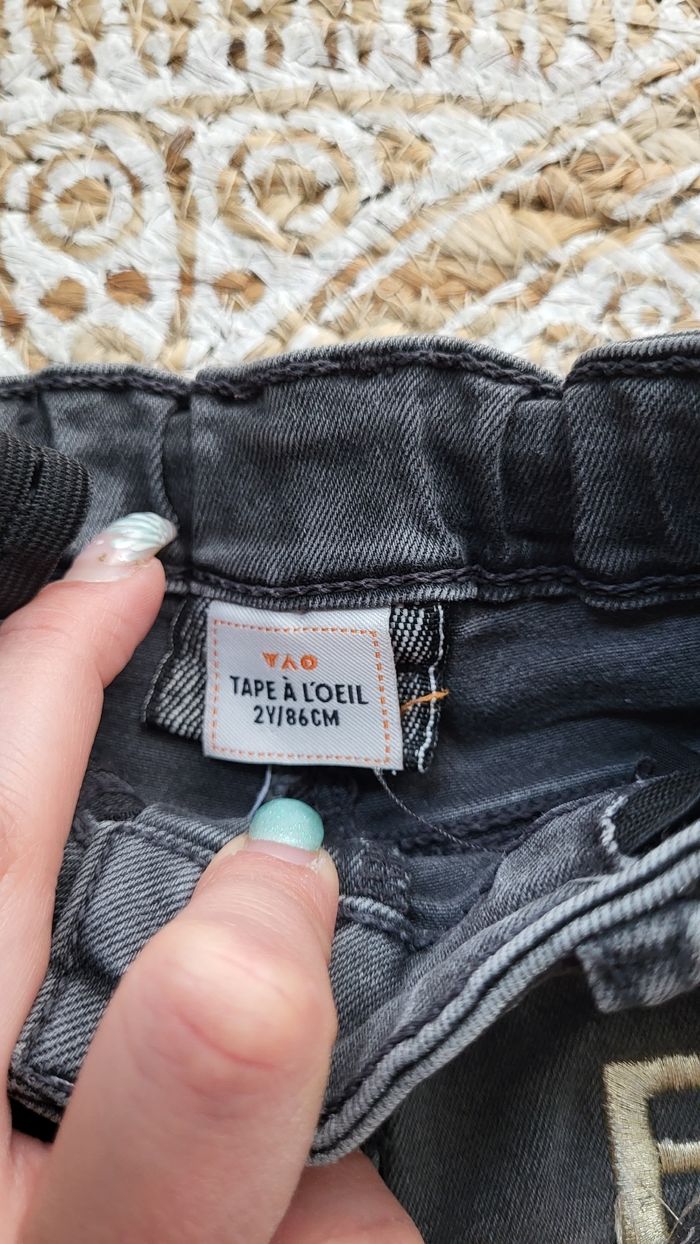 TAPE À L'OEIL
2Y/86CM